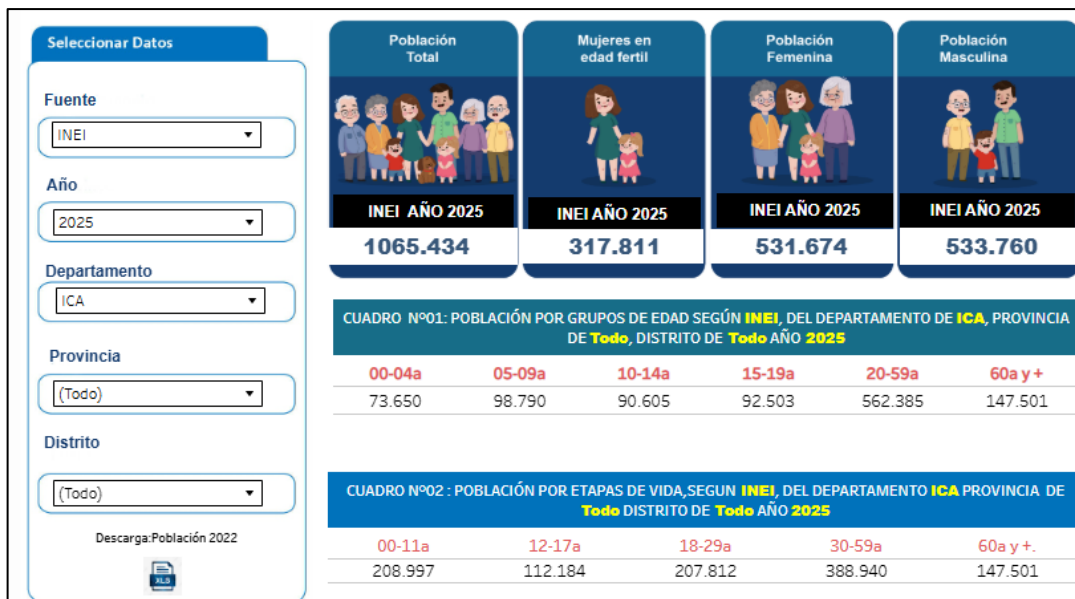 Seleccionar Datos
Fuente
INEI
Año
2025
Departamento
ICA
Provincia
(Todo)
Distrito
(Todo)
Descarga:Población 2022
XLS
Población
Total
INEI AÑO 2025
1065.434
Mujeres en
edad fertil
INEI AÑO 2025
317.811
Población
Femenina
INEI AÑO 2025
531.674
Población
Masculina
INEI AÑO 2025
533.760
CUADRO Nº01: POBLACIÓN POR GRUPOS DE EDAD SEGÚN INEI, DEL DEPARTAMENTO DE ICA, PROVINCIA
DE Todo, DISTRITO DE Todo AÑO 2025
00-04a 05-09a 10-14a 15-19a 20-59a 60a y +
73.650 98.790 90.605 92.503 562.385 147.501
CUADRO Nº02 : POBLACIÓN POR ETAPAS DE VIDA,SEGUN INEI, DEL DEPARTAMENTO ICA PROVINCIA DE
Todo DISTRITO DE Todo AÑO 2025
00-11a 12-17a 18-29a 30-59a 60a y +.
208.997 112.184 207.812 388.940 147.501